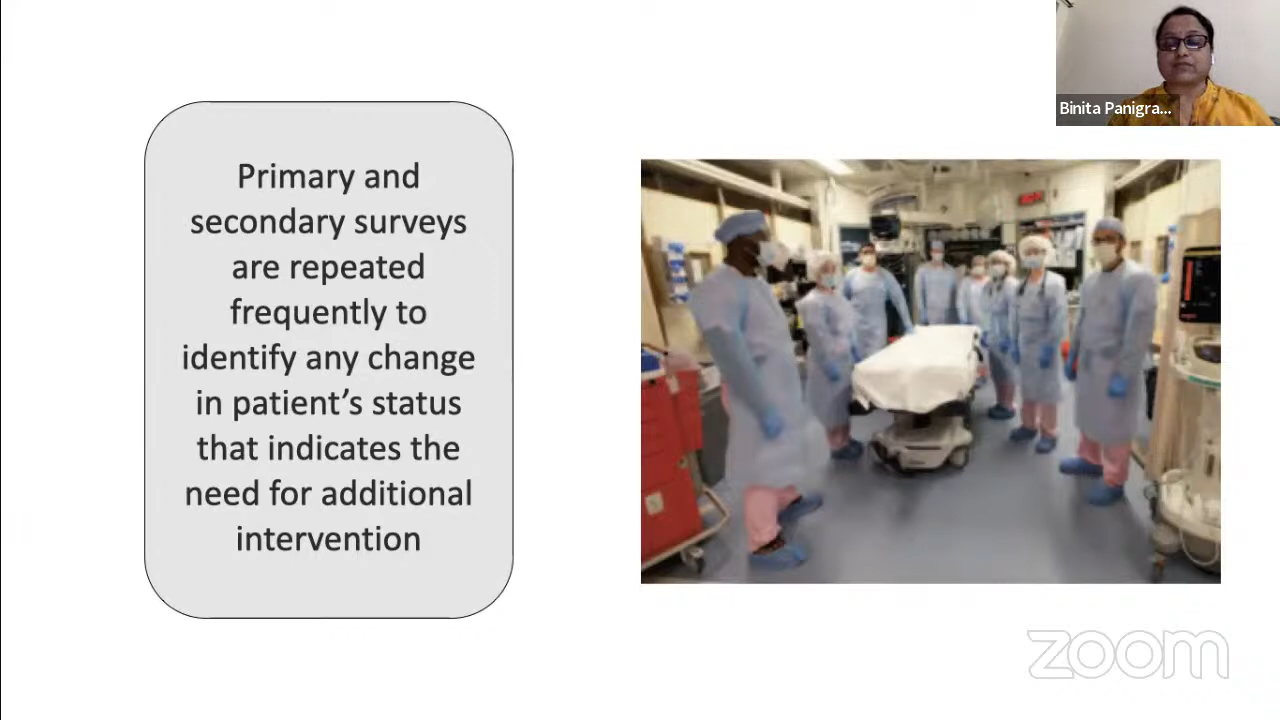 Binita Panigra...
Primary and
secondary surveys
are repeated
frequently to
identify any change
in patient’s status
that indicates the
need for additional
intervention
zoom